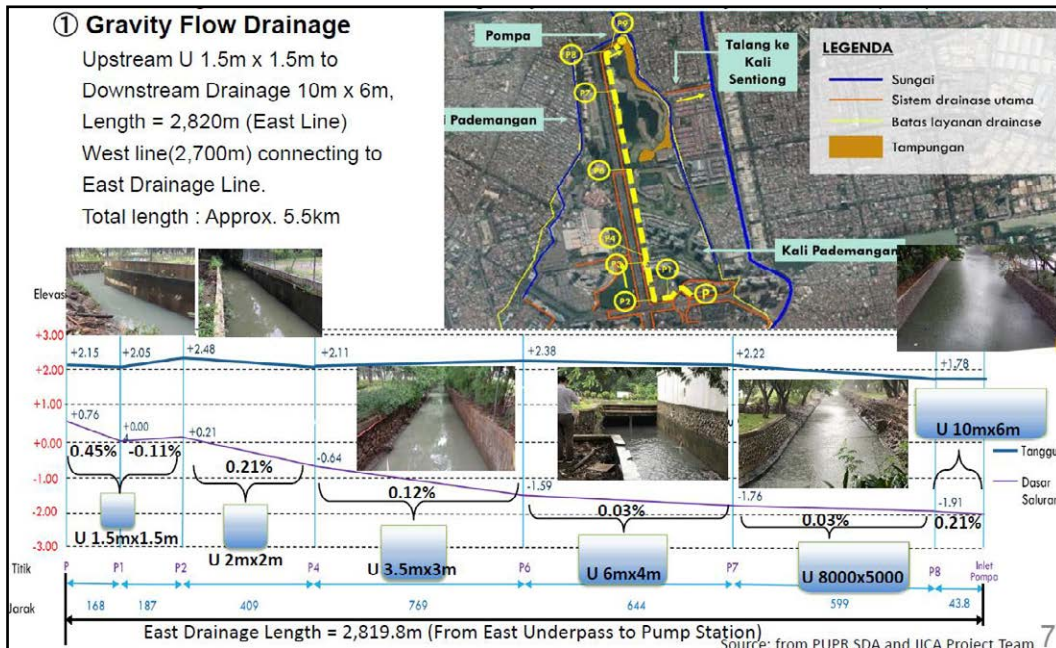 ① Gravity Flow Drainage
Upstream U 1.5m x 1.5m to
Downstream Drainage 10m x 6m,
Length = 2,820m (East Line)
West line(2,700m) connecting to
East Drainage Line.
Total length : Approx. 5.5km
Pompa
P9
P8
P7
Talang ke
Kali
Sentiong
i Pademangan
P6
P4
P3
P1
P2
P
Kali Pademangan
LEGENDA
Sungai
Sistem drainase utama
Batas layanan drainase
Tampungan
Elevasi
+3.00
+2.00
+1.00
+0.00
-1.00
-2.00
-3.00
+2.15
+2.05
+2.48
+2.11
+2.38
+2.22
+1.78
+0.76
+0.00
+0.21
-0.64
-1.59
-1.76
-1.91
0.45%
-0.11%
0.21%
0.12%
0.03%
0.03%
0.21%
U 1.5mx1.5m
U 2mx2m
U 3.5mx3m
U 6mx4m
U 8000x5000
U 10mx6m
Tanggu
Dasar
Saluran
Titik
P
P1
P2
P4
P6
P7
P8
Inlet
Pompa
Jarak
168
187
409
769
644
599
43.8
East Drainage Length = 2,819.8m (From East Underpass to Pump Station)
Source: from PUPR SDA and JICA Project Team
7